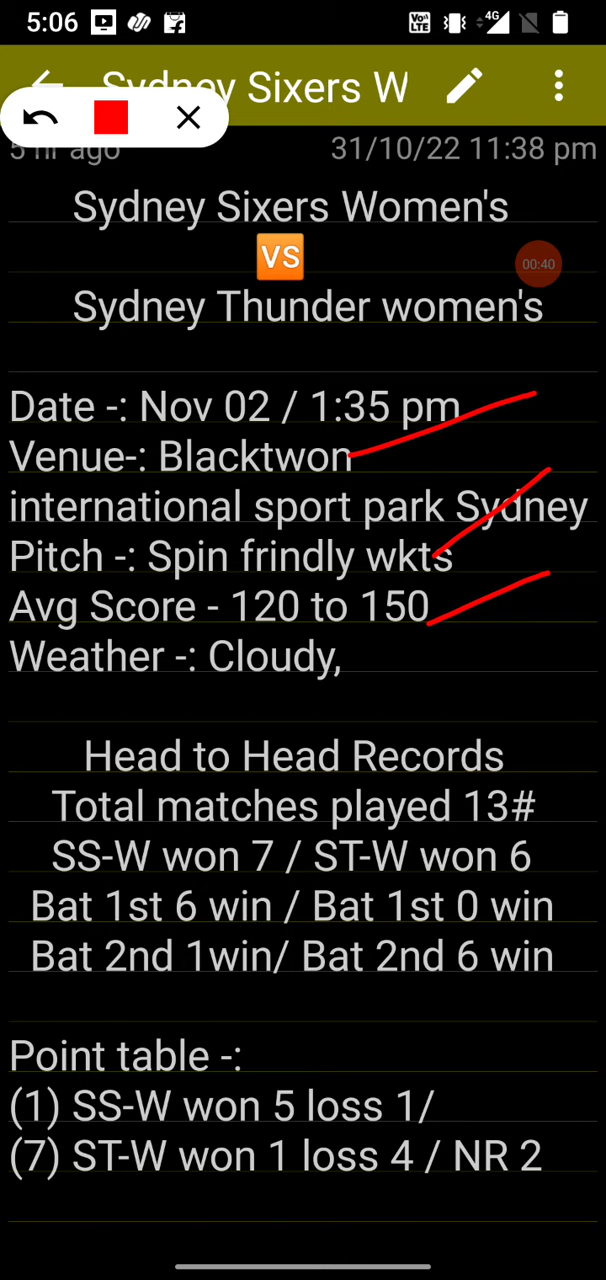 5:06
Vo LTE 4G
Sydney Sixers W
5 hr ago 31/10/22 11:38 pm
Sydney Sixers Women's
VS
00:40
Sydney Thunder women's
Date -: Nov 02 / 1:35 pm
Venue-: Blacktwon
international sport park Sydney
Pitch -: Spin frindly wkts
Avg Score - 120 to 150
Weather -: Cloudy,
Head to Head Records
Total matches played 13#
SS-W won 7 / ST-W won 6
Bat 1st 6 win / Bat 1st 0 win
Bat 2nd 1win/ Bat 2nd 6 win
Point table -:
(1) SS-W won 5 loss 1/
(7) ST-W won 1 loss 4 / NR 2